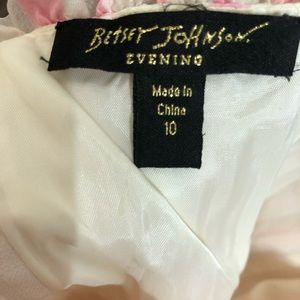 BETSEY JOHNSON.
EVENING
Made in
China
10